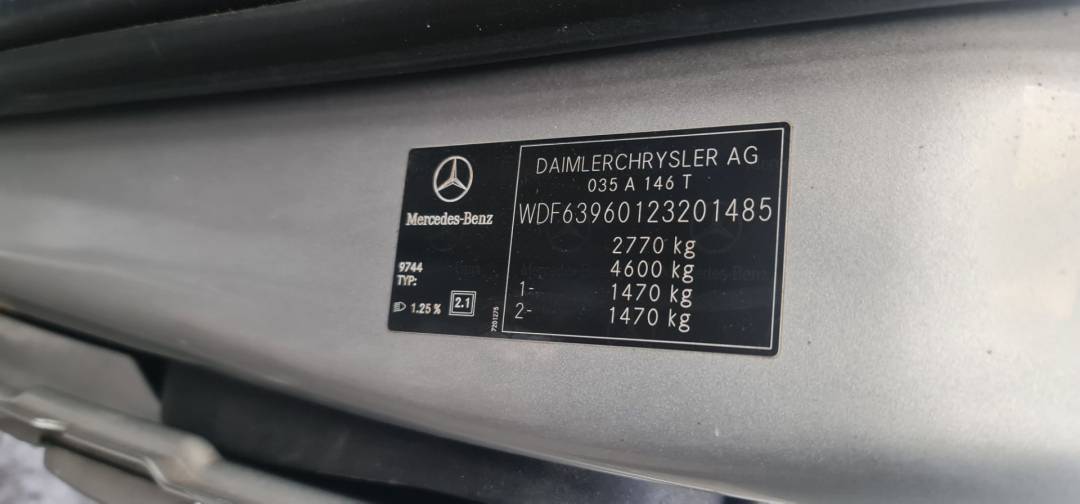 Mercedes-Benz
9744
TYP:
1.25 %
2.1
7201275
DAIMLERCHRYSLER AG
035 A 146 T
WDF63960123201485
2770 kg
4600 kg
1- 1470 kg
2- 1470 kg